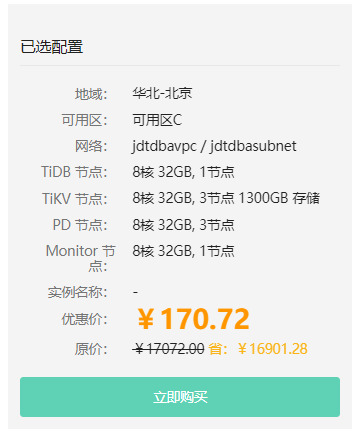 已选配置
地域： 华北-北京
可用区： 可用区C
网络： jdtdbavpc / jdtdbasubnet
TiDB 节点： 8核 32GB, 1节点
TiKV 节点： 8核 32GB, 3节点 1300GB 存储
PD 节点： 8核 32GB, 3节点
Monitor 节 8核 32GB, 1节点
点：
实例名称： -
优惠价： ￥170.72
原价： ￥17072.00 省：￥16901.28
立即购买